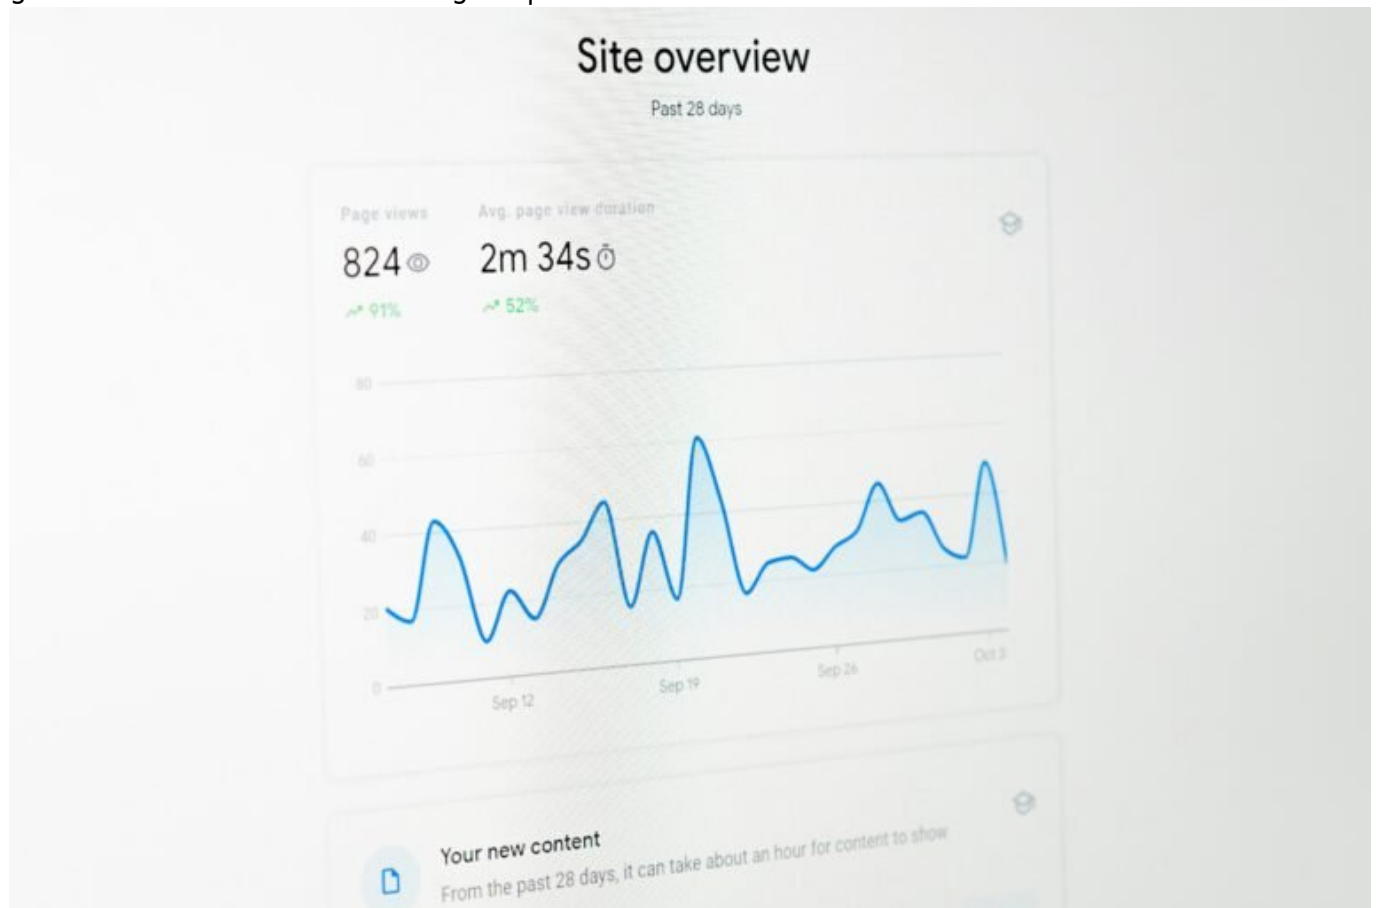 Site overview
Past 28 days
Page views Avg. page view duration
824 2m 34s
91% 52%
80
60
40
20
0
Sep 12 Sep 19 Sep 26 Oct 3
Your new content
From the past 28 days, it can take about an hour for content to show